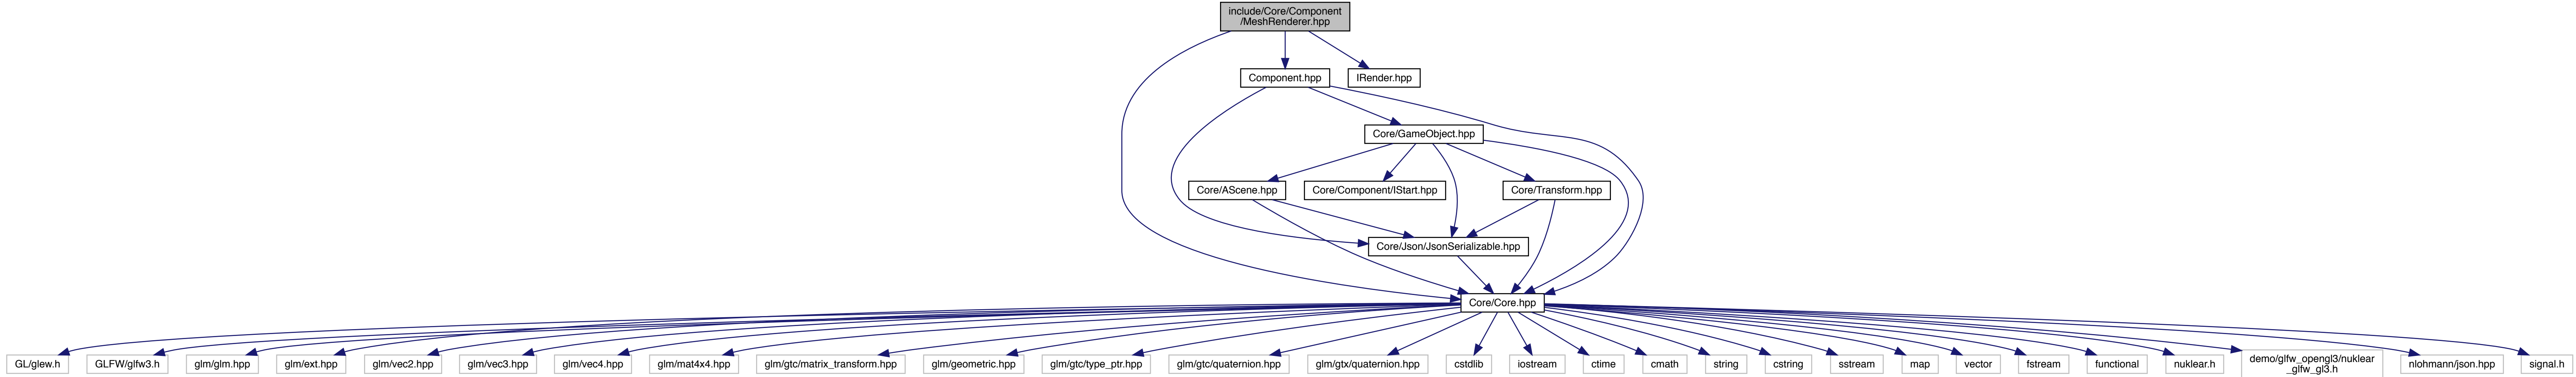 include/Core/Component
/MeshRenderer.hpp
Component.hpp
IRender.hpp
Core/GameObject.hpp
Core/AScene.hpp
Core/Component/IStart.hpp
Core/Transform.hpp
Core/Json/JsonSerializable.hpp
Core/Core.hpp
GL/glew.h
GLFW/glfw3.h
glm/glm.hpp
glm/ext.hpp
glm/vec2.hpp
glm/vec3.hpp
glm/vec4.hpp
glm/mat4x4.hpp
glm/gtc/matrix_transform.hpp
glm/geometric.hpp
glm/gtc/type_ptr.hpp
glm/gtc/quaternion.hpp
glm/gtx/quaternion.hpp
cstdlib
iostream
ctime
cmath
string
cstring
sstream
map
vector
fstream
functional
nuklear.h
demo/glfw_opengl3/nuklear
_glfw_gl3.h
nlohmann/json.hpp
signal.h